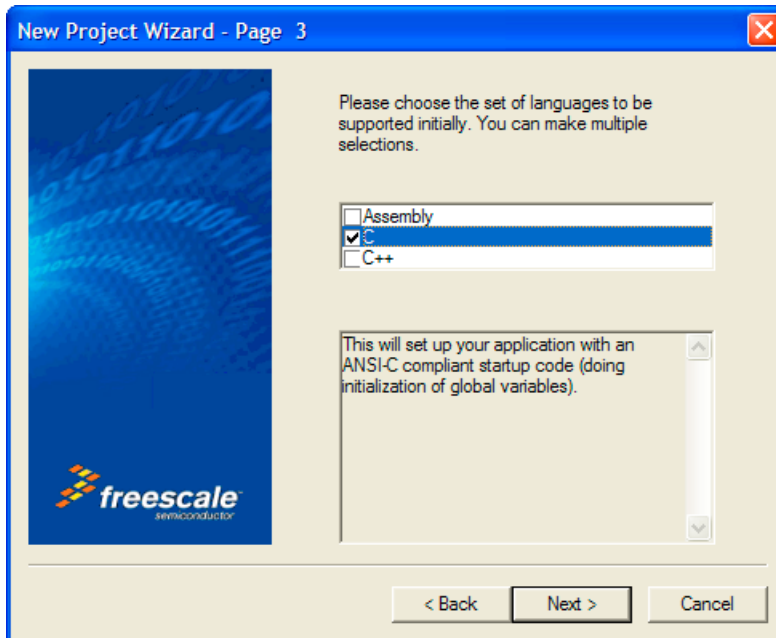 New Project Wizard - Page 3
Please choose the set of languages to be
supported initially. You can make multiple
selections.
Assembly
C
C++
This will set up your application with an
ANSI-C compliant startup code (doing
initialization of global variables).
freescale
semiconductor
< Back
Next >
Cancel